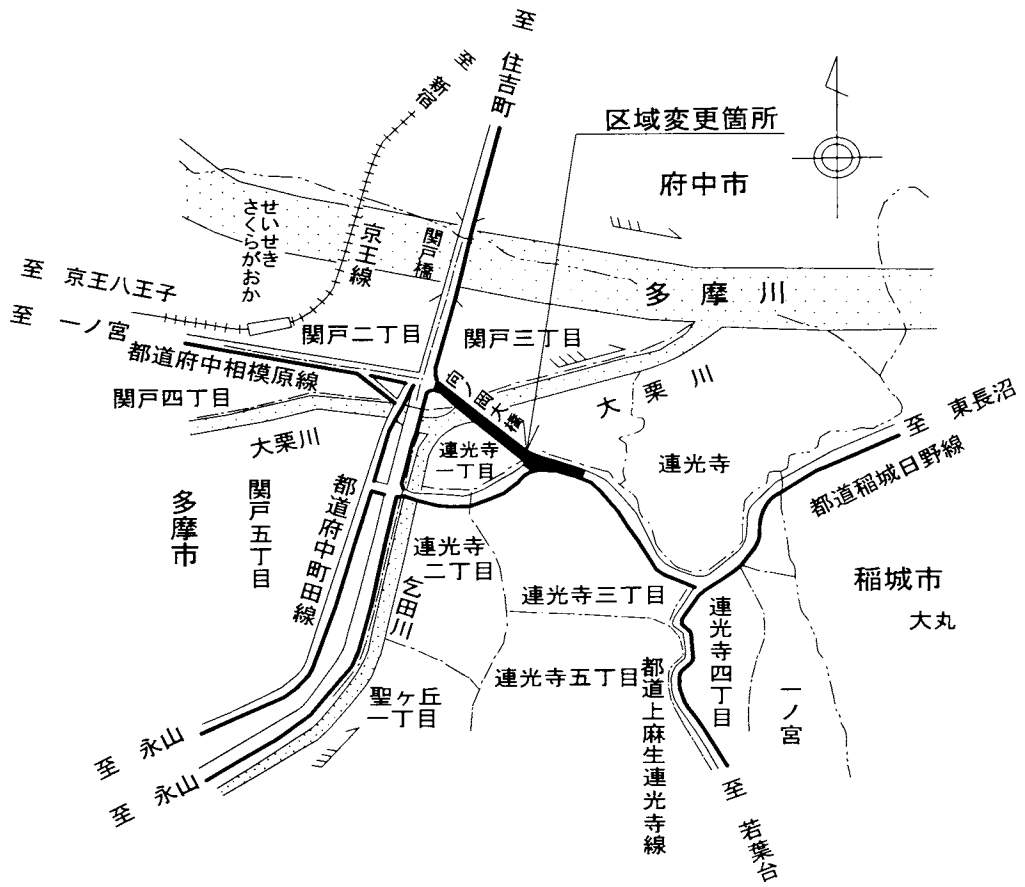 至 住吉町
至 新宿
区域変更箇所
府中市
せいせき
さくらがおか
京王線
関戸橋
至 京王八王子
多摩川
至 一ノ宮
関戸二丁目
関戸三丁目
都道府中相模原線
関戸四丁目
向ノ岡大橋
大栗川
大栗川
至 東長沼
連光寺
一丁目
連光寺
都道稲城日野線
多摩市
関戸五丁目
都道府中町田線
連光寺
二丁目
乞田川
連光寺三丁目
稲城市
大丸
連光寺四丁目
連光寺五丁目
都道上麻生連光寺線
聖ヶ丘
一丁目
一ノ宮
至 永山
至 永山
至 若葉台